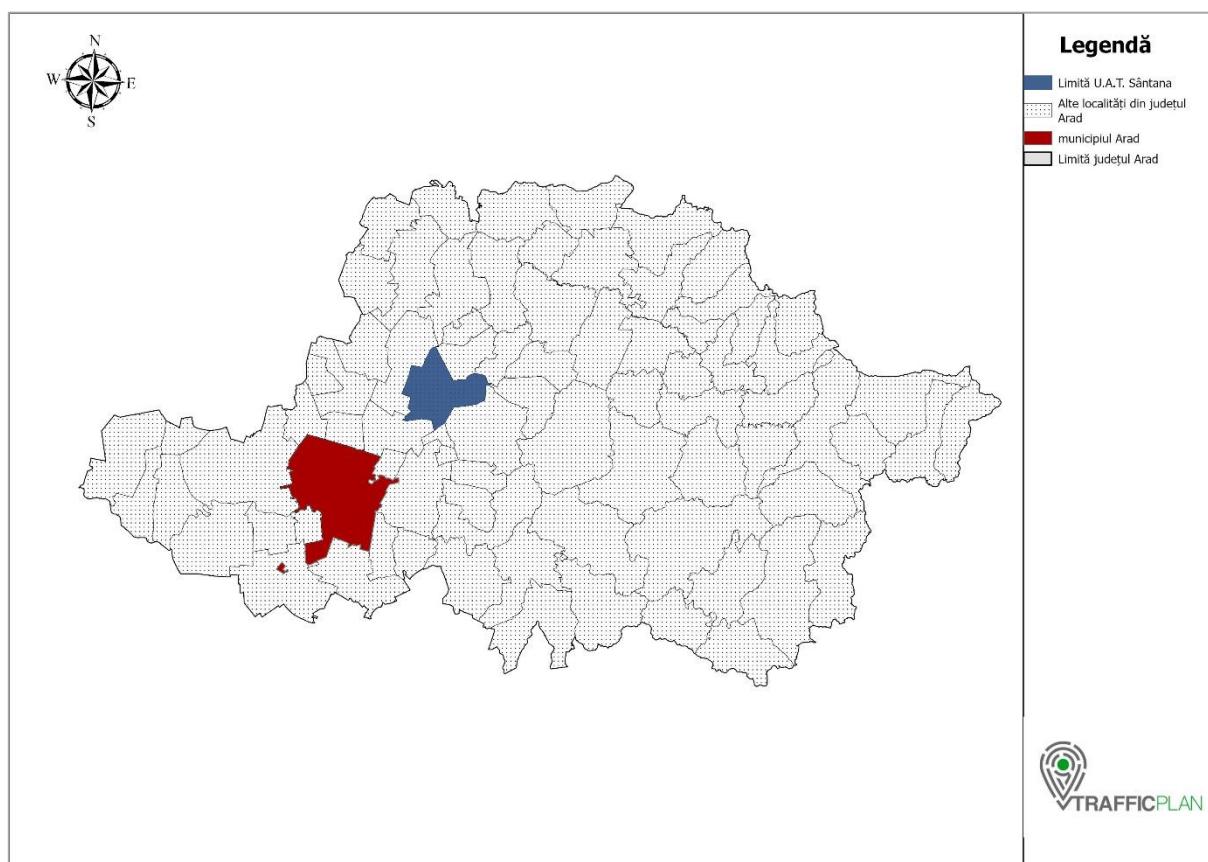 N
W E
S
Legendă
Limită U.A.T. Sântana
Alte localități din județul
Arad
municipiul Arad
Limită județul Arad
TRAFFICPLAN